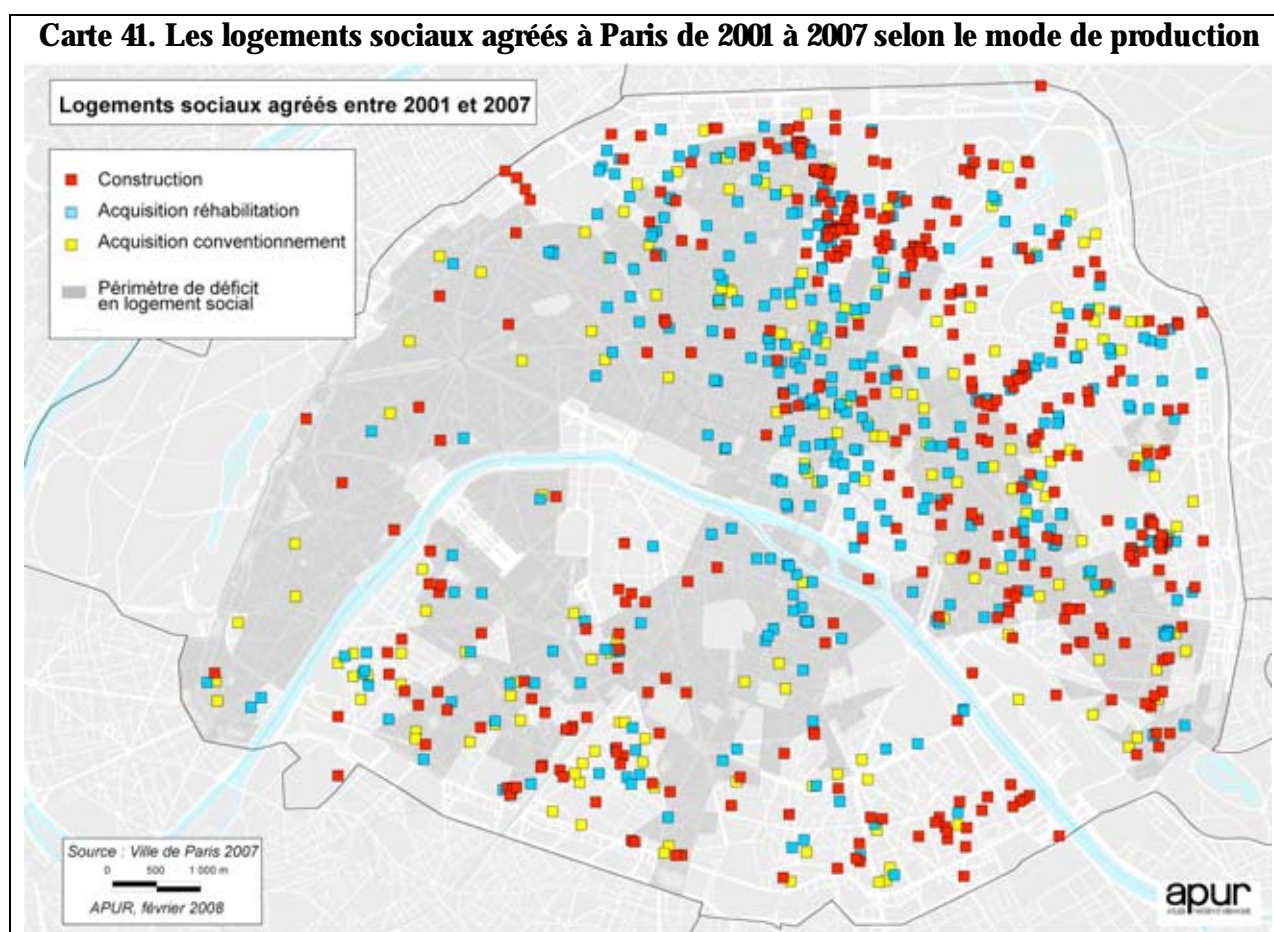 Carte 41. Les logements sociaux agréés à Paris de 2001 à 2007 selon le mode de production
Logements sociaux agréés entre 2001 et 2007
Construction
Acquisition réhabilitation
Acquisition conventionnement
Périmètre de déficit
en logement social
Source : Ville de Paris 2007
0 500 1 000 m
APUR, février 2008
apur